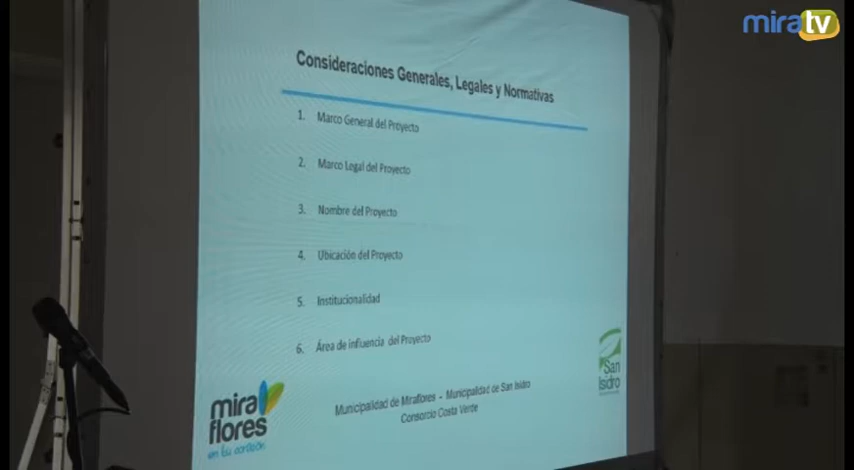 mira tv
Consideraciones Generales, Legales y Normativas
1. Marco General del Proyecto
2. Marco Legal del Proyecto
3. Nombre del Proyecto
4. Ubicación del Proyecto
5. Institucionalidad
6. Área de influencia del Proyecto
mira
flores
en tu corazón
Municipalidad de Miraflores - Municipalidad de San Isidro
Consorcio Costa Verde
San
Isidro